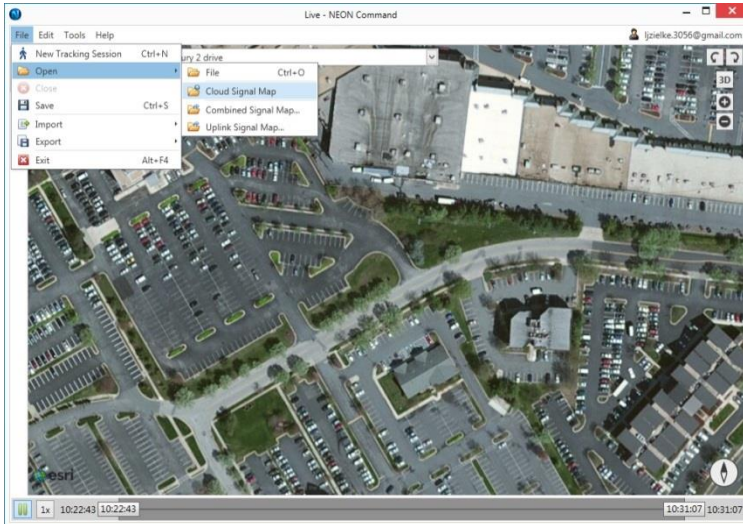 Live - NEON Command
File Edit Tools Help
ljzielke.3056@gmail.com
New Tracking Session Ctrl+N
ury 2 drive
Open
File Ctrl+O
Close
Cloud Signal Map
Save Ctrl+S
Combined Signal Map...
Import
Uplink Signal Map...
Export
Exit Alt+F4
3D
esri
1x 10:22:43 10:22:43 10:31:07 10:31:07